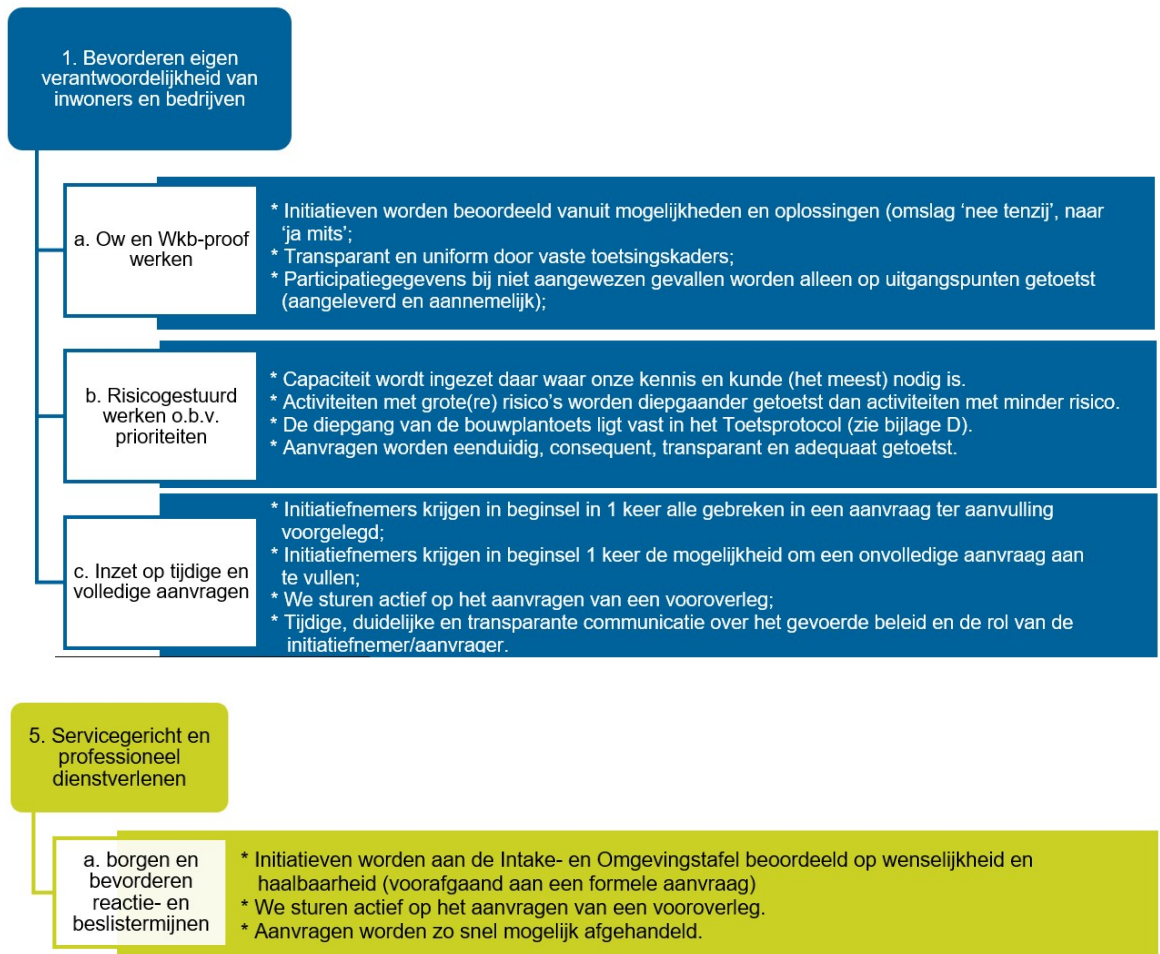 1. Bevorderen eigen
verantwoordelijkheid van
inwoners en bedrijven
a. Ow en Wkb-proof
werken
* Initiatieven worden beoordeeld vanuit mogelijkheden en oplossingen (omslag ‘nee tenzij’, naar
‘ja mits’;
* Transparant en uniform door vaste toetsingskaders;
* Participatiegegevens bij niet aangewezen gevallen worden alleen op uitgangspunten getoetst
(aangeleverd en aannemelijk);
b. Risicogestuurd
werken o.b.v.
prioriteiten
* Capaciteit wordt ingezet daar waar onze kennis en kunde (het meest) nodig is.
* Activiteiten met grote(re) risico’s worden diepgaander getoetst dan activiteiten met minder risico.
* De diepgang van de bouwplantoets ligt vast in het Toetsprotocol (zie bijlage D).
* Aanvragen worden eenduidig, consequent, transparant en adequaat getoetst.
c. Inzet op tijdige en
volledige aanvragen
* Initiatiefnemers krijgen in beginsel in 1 keer alle gebreken in een aanvraag ter aanvulling
voorgelegd;
* Initiatiefnemers krijgen in beginsel 1 keer de mogelijkheid om een onvolledige aanvraag aan
te vullen;
* We sturen actief op het aanvragen van een vooroverleg;
* Tijdige, duidelijke en transparante communicatie over het gevoerde beleid en de rol van de
initiatiefnemer/aanvrager.
5. Servicegericht en
professioneel
dienstverlenen
a. borgen en
bevorderen
reactie- en
beslistermijnen
* Initiatieven worden aan de Intake- en Omgevingstafel beoordeeld op wenselijkheid en
haalbaarheid (voorafgaand aan een formele aanvraag)
* We sturen actief op het aanvragen van een vooroverleg.
* Aanvragen worden zo snel mogelijk afgehandeld.